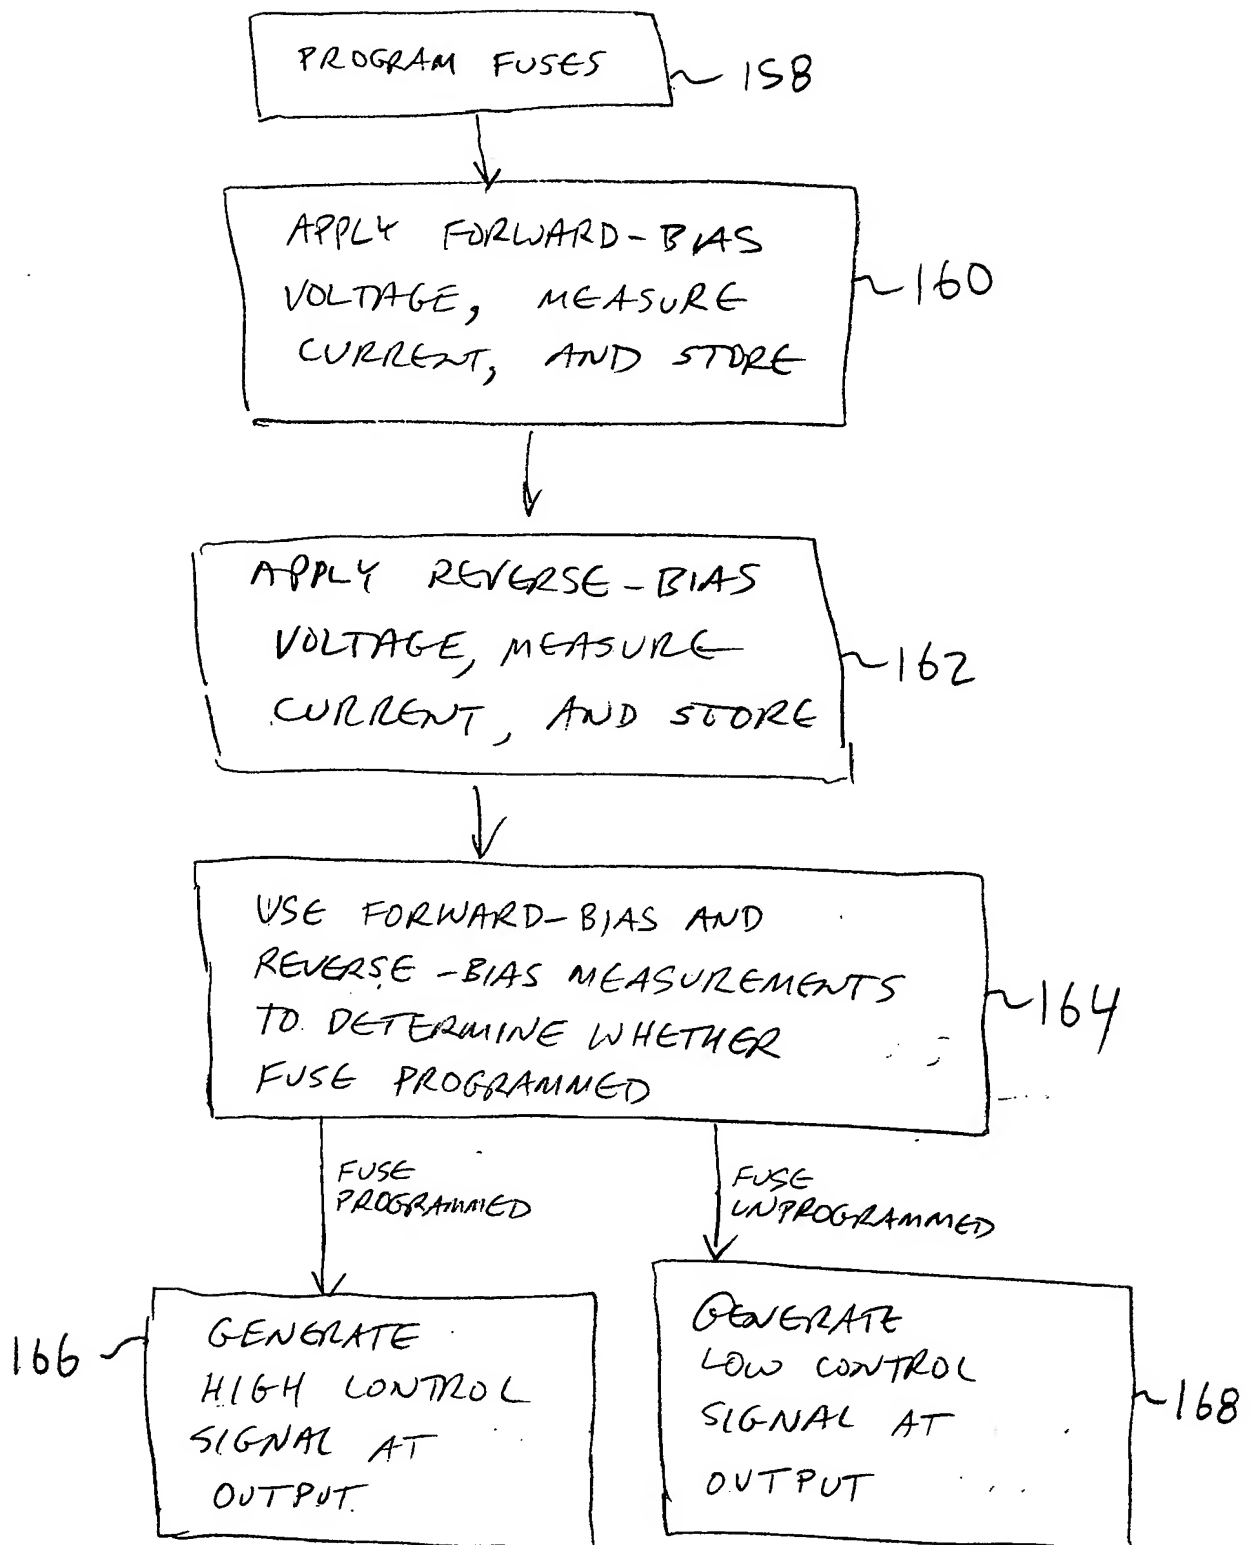 PROGRAM FUSES
158
APPLY FORWARD-BIAS
VOLTAGE, MEASURE
CURRENT, AND STORE
160
APPLY REVERSE-BIAS
VOLTAGE, MEASURE
CURRENT, AND STORE
162
USE FORWARD-BIAS AND
REVERSE-BIAS MEASUREMENTS
TO DETERMINE WHETHER
FUSE PROGRAMMED
164
FUSE
PROGRAMMED
FUSE
UNPROGRAMMED
166
GENERATE
HIGH CONTROL
SIGNAL AT
OUTPUT
GENERATE
LOW CONTROL
SIGNAL AT
OUTPUT
168